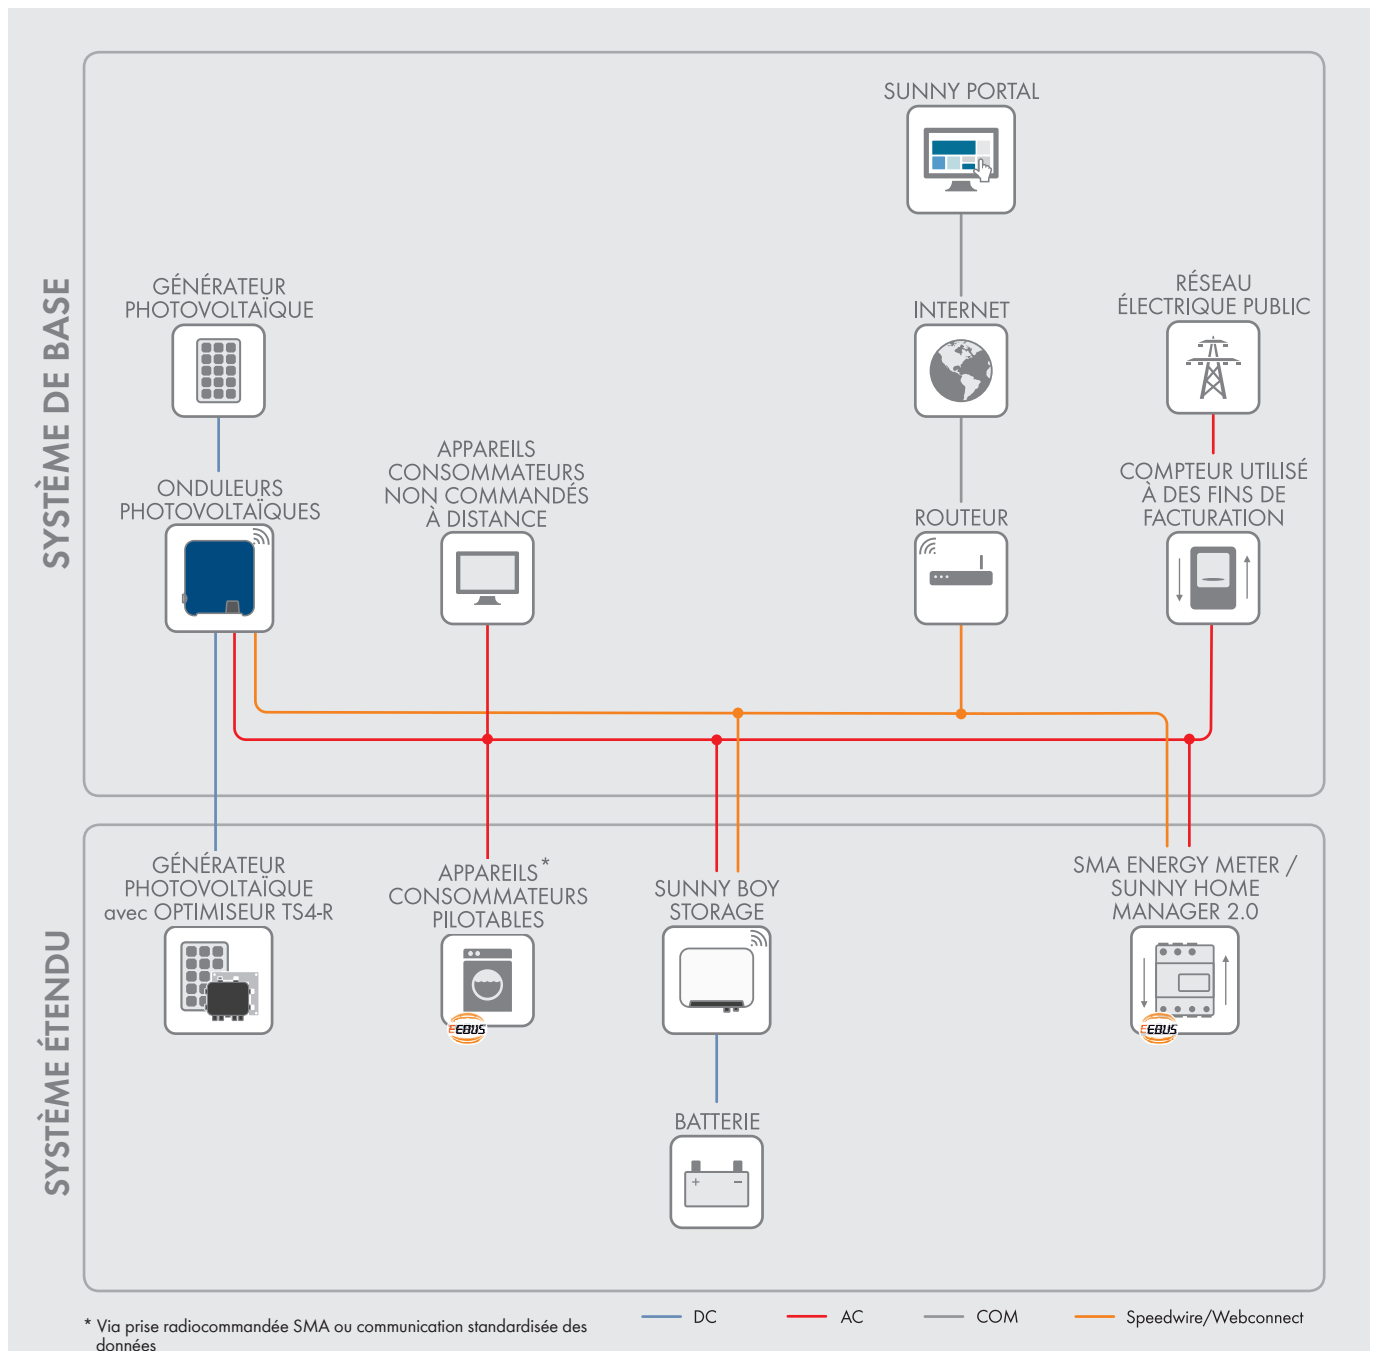 SYSTÈME DE BASE
SUNNY PORTAL
GÉNÉRATEUR
PHOTOVOLTAÏQUE
INTERNET
RÉSEAU
ÉLECTRIQUE PUBLIC
ONDULEURS
PHOTOVOLTAÏQUES
APPAREILS
CONSOMMATEURS
NON COMMANDÉS
À DISTANCE
ROUTEUR
COMPTEUR UTILISÉ
À DES FINS DE
FACTURATION
SYSTÈME ÉTENDU
GÉNÉRATEUR
PHOTOVOLTAÏQUE
avec OPTIMISEUR TS4-R
APPAREILS*
CONSOMMATEURS
PILOTABLES
EEBUS
SUNNY BOY
STORAGE
SMA ENERGY METER /
SUNNY HOME
MANAGER 2.0
EEBUS
BATTERIE
+ −
* Via prise radiocommandée SMA ou communication standardisée des
données
DC
AC
COM
Speedwire/Webconnect